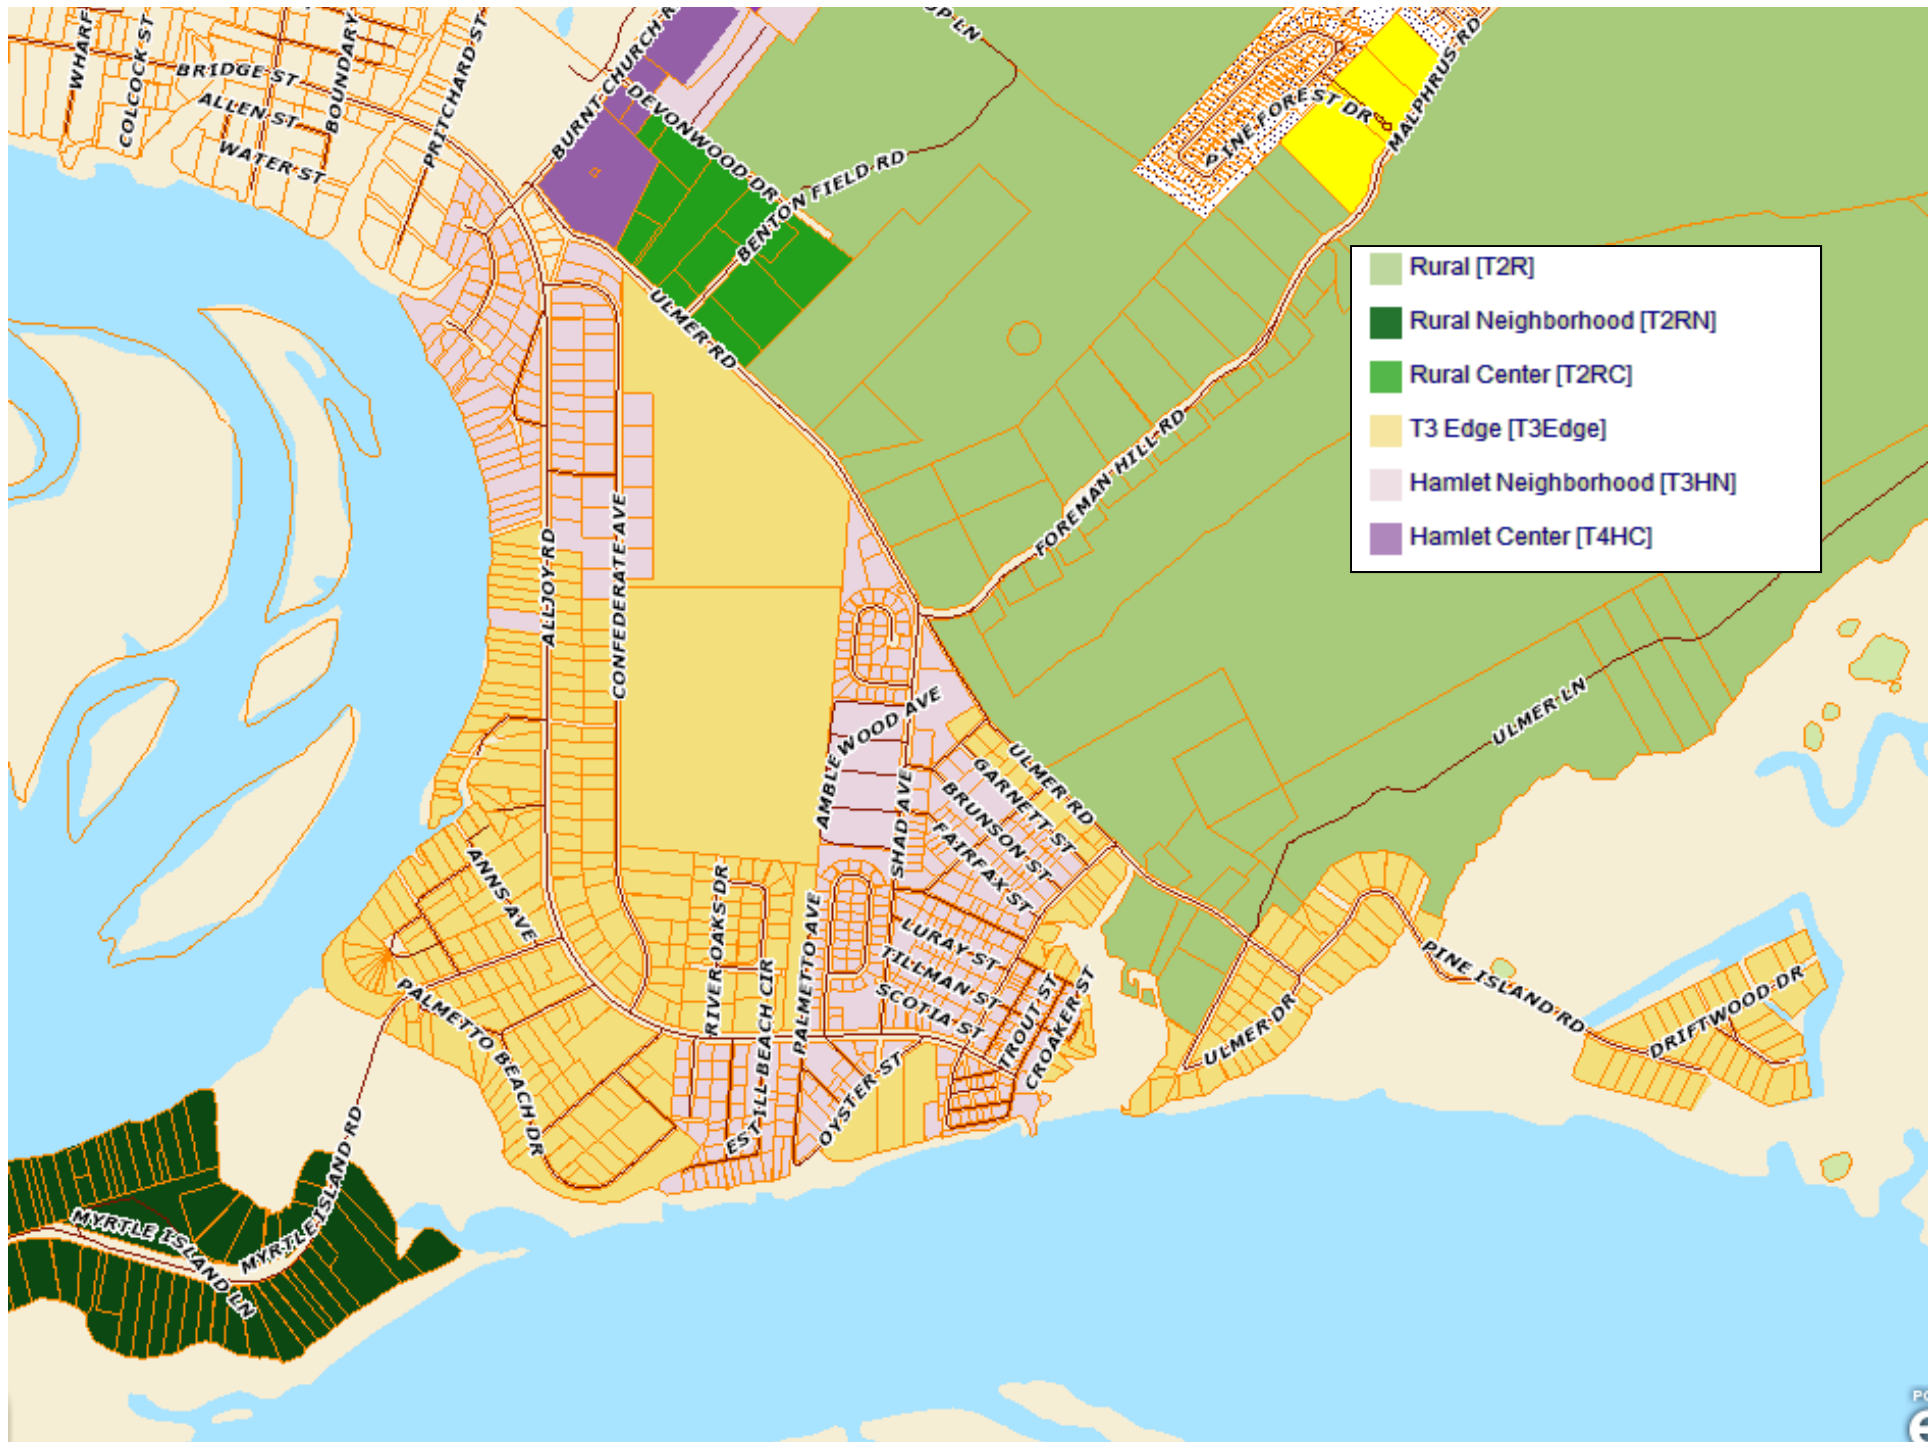 WHARF
COLCOCK ST
BOUNDARY
PRITCHARD ST
BRIDGE ST
ALLEN ST
WATER ST
BURNT CHURCH R
DEVONWOOD DR
OP LN
BENTON FIELD RD
PINE FOREST DR
MALPHRUS RD
Rural [T2R]
Rural Neighborhood [T2RN]
Rural Center [T2RC]
T3 Edge [T3Edge]
Hamlet Neighborhood [T3HN]
Hamlet Center [T4HC]
ULMER RD
FOREMAN HILL RD
ALLJOY RD
CONFEDERATE AVE
AMBLE WOOD AVE
SHAD AVE
ULMER RD
GARNETT ST
BRUNSON ST
FAIRFAX ST
ULMER LN
ANNS AVE
RIVER OAKS DR
PALMETTO AVE
LURAY ST
TILLMAN ST
SCOTIA ST
TROUT ST
CROAKER ST
PINE ISLAND RD
DRIFTWOOD DR
ULMER DR
PALMETTO BEACH DR
ESTILL BEACH CIR
OYSTER ST
MYRTLE ISLAND RD
MYRTLE ISLAND LN
PO
e